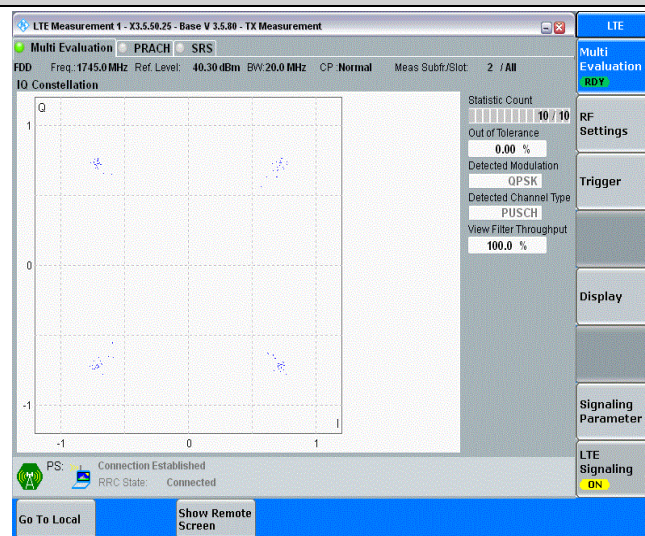 LTE Measurement 1 - X3.5.50.25 - Base V 3.5.80 - TX Measurement
LTE
Multi Evaluation PRACH SRS
FDD Freq.: 1745.0 MHz Ref. Level: 40.30 dBm BW: 20.0 MHz CP: Normal Meas Subfr./Slot: 2 / All
IQ Constellation
Q
1
0
-1
-1 0 1
I
Statistic Count
10 / 10
Out of Tolerance
0.00 %
Detected Modulation
QPSK
Detected Channel Type
PUSCH
View Filter Throughput
100.0 %
Multi
Evaluation
RDY
RF
Settings
Trigger
Display
Signaling
Parameter
LTE
Signaling
ON
PS: Connection Established
RRC State: Connected
Go To Local
Show Remote
Screen